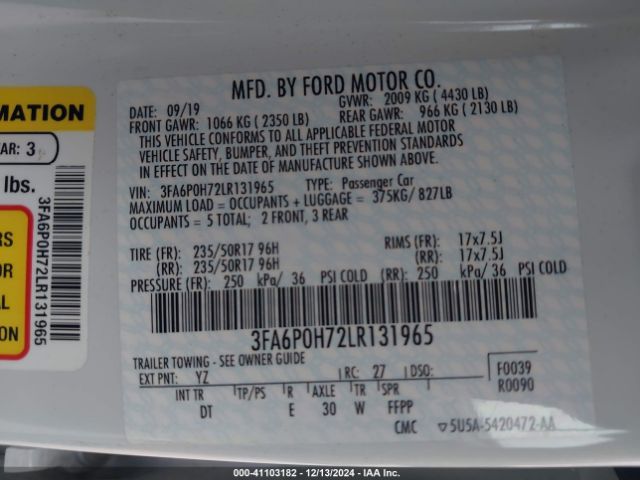 MFD. BY FORD MOTOR CO.
DATE: 09/19 GVWR: 2009 KG ( 4430 LB)
FRONT GAWR: 1066 KG ( 2350 LB) REAR GAWR: 966 KG ( 2130 LB)
THIS VEHICLE CONFORMS TO ALL APPLICABLE FEDERAL MOTOR
VEHICLE SAFETY, BUMPER, AND THEFT PREVENTION STANDARDS
IN EFFECT ON THE DATE OF MANUFACTURE SHOWN ABOVE.
VIN: 3FA6P0H72LR131965 TYPE: Passenger Car
MAXIMUM LOAD = OCCUPANTS + LUGGAGE = 375KG/ 827LB
OCCUPANTS = 5 TOTAL; 2 FRONT, 3 REAR
TIRE (FR): 235/50R17 96H RIMS (FR): 17x7.5J
(RR): 235/50R17 96H (RR): 17x7.5J
PRESSURE (FR): 250 kPa/ 36 PSI COLD (RR): 250 kPa/ 36 PSI COLD
3FA6P0H72LR131965
TRAILER TOWING - SEE OWNER GUIDE
EXT PNT: YZ RC: 27 DSO: F0039
R0090
INT TR TP/PS R AXLE TR SPR
DT E 30 W FFPP
CMC 5U5A-5420472-AA
RMATION
AR: 3
lbs.
RS
OR
AL
ON
3FA6P0H72LR131965
000-41103182 - 12/13/2024 - IAA Inc.